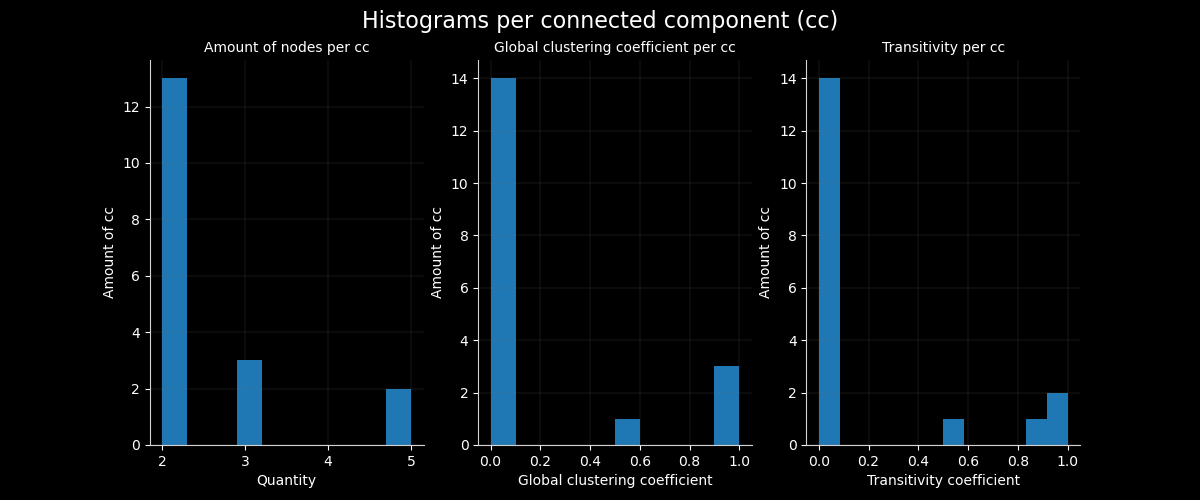 Histograms per connected component (cc)
Amount of nodes per cc
Amount of cc
12
10
8
6
4
2
0
2 3 4 5
Quantity
Global clustering coefficient per cc
Amount of cc
14
12
10
8
6
4
2
0
0.0 0.2 0.4 0.6 0.8 1.0
Global clustering coefficient
Transitivity per cc
Amount of cc
14
12
10
8
6
4
2
0
0.0 0.2 0.4 0.6 0.8 1.0
Transitivity coefficient